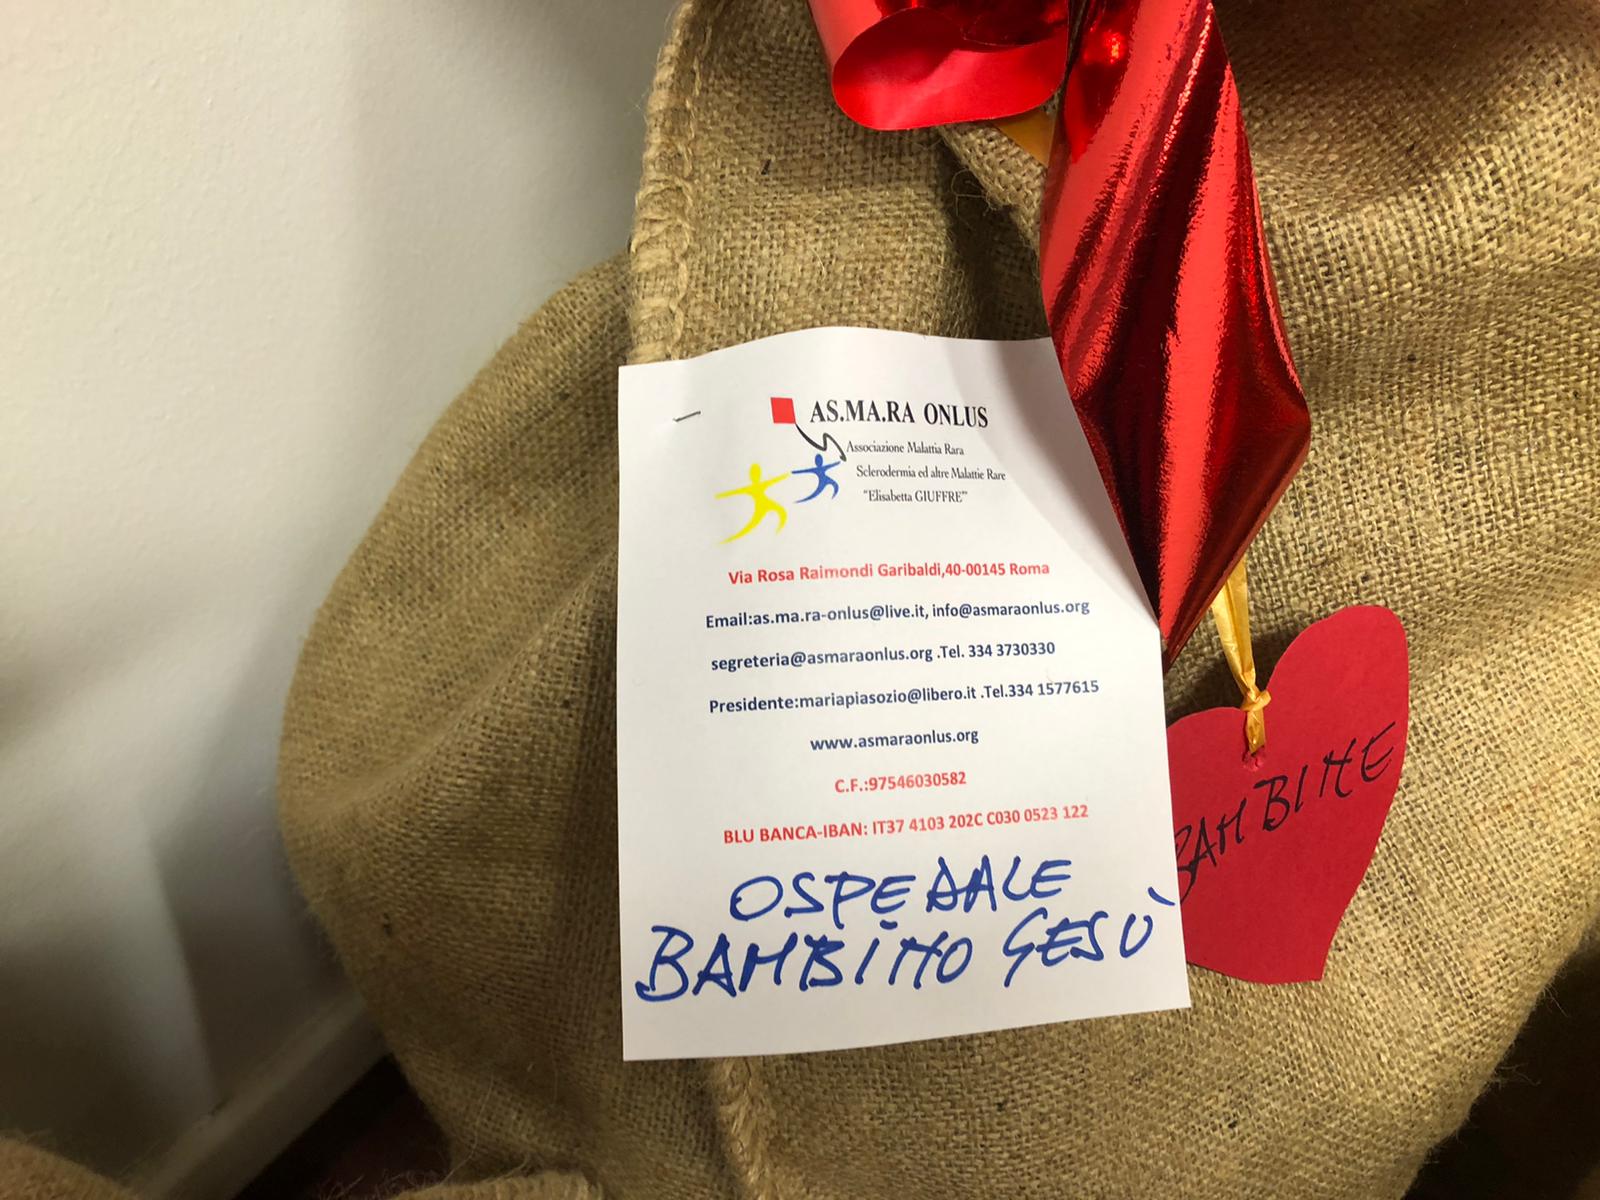 AS.MA.RA ONLUS
Associazione Malattia Rara
Sclerodermia ed altre Malattie Rare
"Elisabetta GIUFFRE'"
Via Rosa Raimondi Garibaldi,40-00145 Roma
Email:as.ma.ra-onlus@live.it, info@asmaraonlus.org
segreteria@asmaraonlus.org .Tel. 334 3730330
Presidente:mariapiasozio@libero.it .Tel.334 1577615
www.asmaraonlus.org
C.F.:97546030582
BLU BANCA-IBAN: IT37 4103 202C C030 0523 122
OSPEDALE
BAMBINO GESÙ
BAMBINE